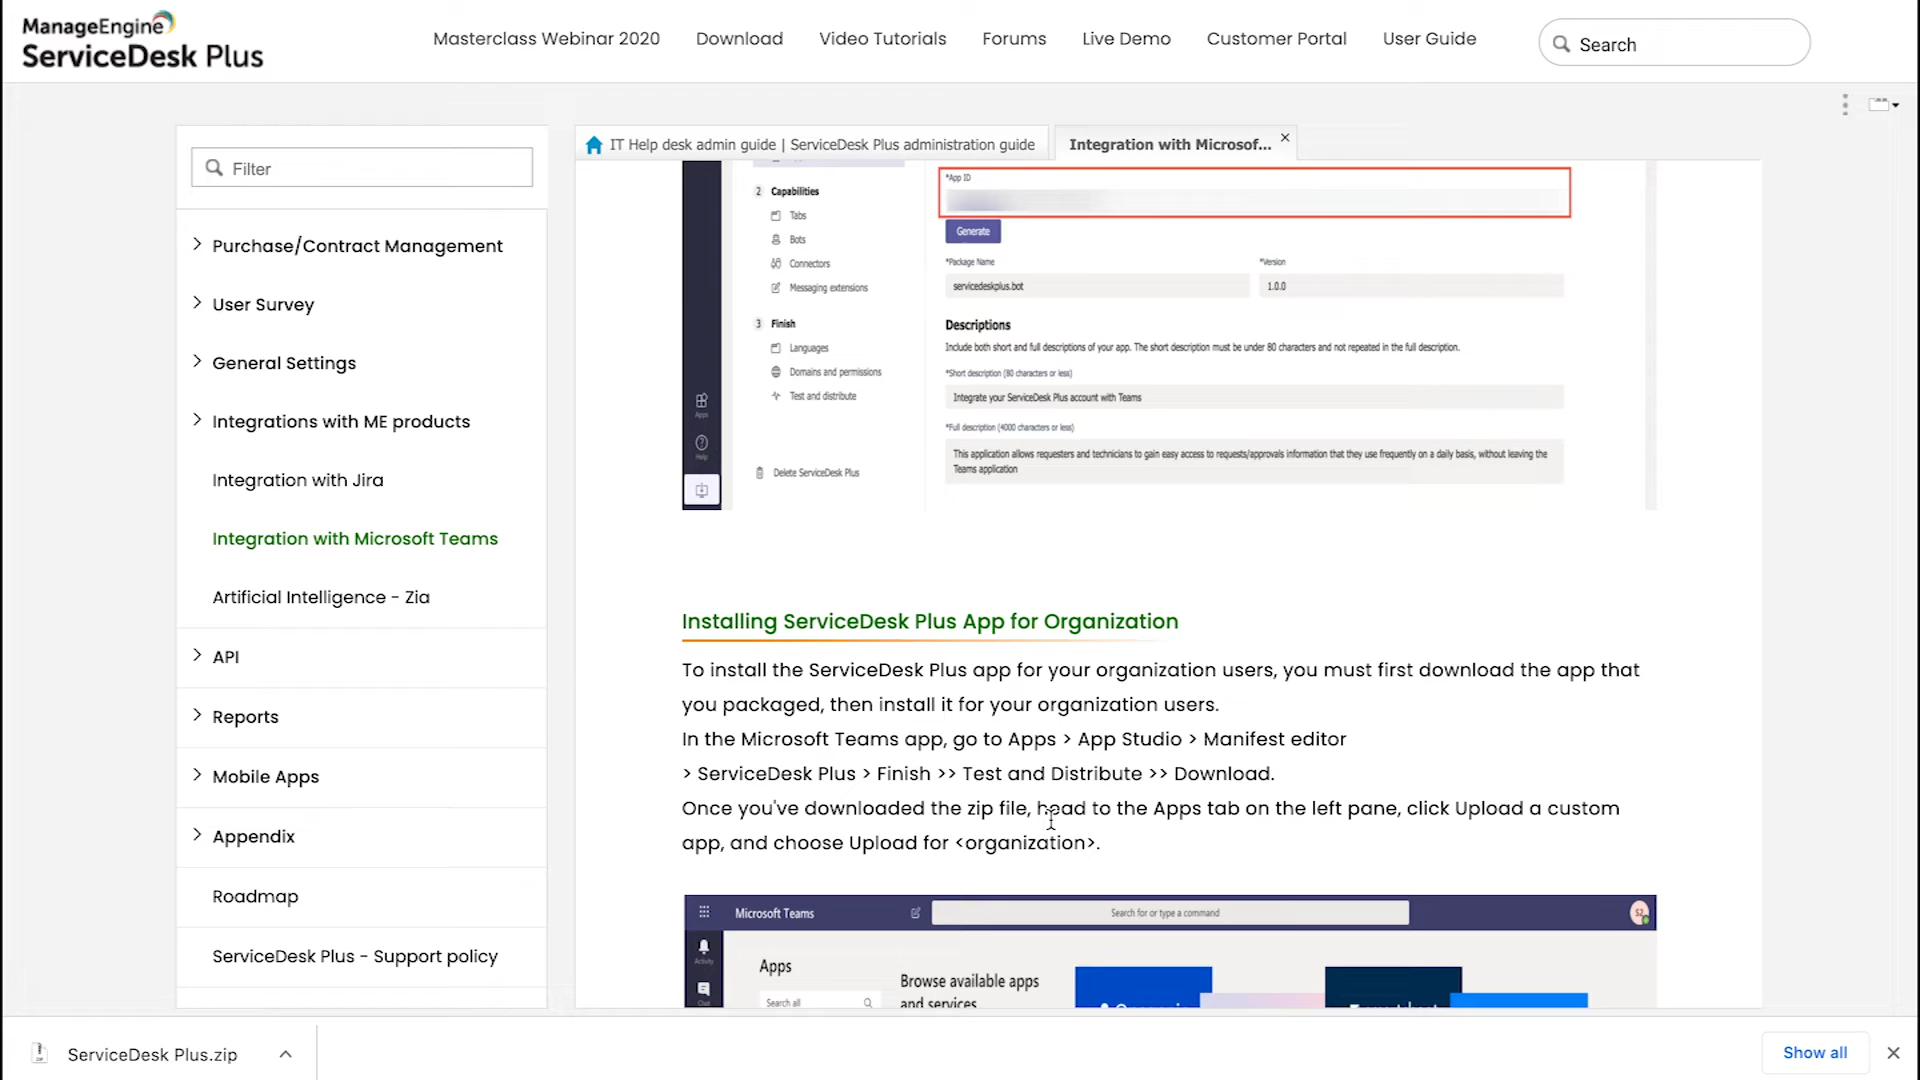 ManageEngine
ServiceDesk Plus
Masterclass Webinar 2020
Download
Video Tutorials
Forums
Live Demo
Customer Portal
User Guide
Search
Filter
Purchase/Contract Management
User Survey
General Settings
Integrations with ME products
Integration with Jira
Integration with Microsoft Teams
Artificial Intelligence - Zia
API
Reports
Mobile Apps
Appendix
Roadmap
ServiceDesk Plus - Support policy
IT Help desk admin guide | ServiceDesk Plus administration guide
Integration with Microsof...
2 Capabilities
Tabs
Bots
Connectors
Messaging extensions
3 Finish
Languages
Domains and permissions
Test and distribute
Delete ServiceDesk Plus
Apps
Help
*App ID
Generate
*Package Name
*Version
servicedeskplus.bot
1.0.0
Descriptions
Include both short and full descriptions of your app. The short description must be under 80 characters and not repeated in the full description.
*Short description (80 characters or less)
Integrate your ServiceDesk Plus account with Teams
*Full description (4000 characters or less)
This application allows requesters and technicians to gain easy access to requests/approvals information that they use frequently on a daily basis, without leaving the
Teams application
Installing ServiceDesk Plus App for Organization
To install the ServiceDesk Plus app for your organization users, you must first download the app that
you packaged, then install it for your organization users.
In the Microsoft Teams app, go to Apps > App Studio > Manifest editor
> ServiceDesk Plus > Finish >> Test and Distribute >> Download.
Once you've downloaded the zip file, head to the Apps tab on the left pane, click Upload a custom
app, and choose Upload for <organization>.
Microsoft Teams
Search for or type a command
S2
Activity
Chat
Apps
Search all
Browse available apps
and services
ServiceDesk Plus.zip
Show all